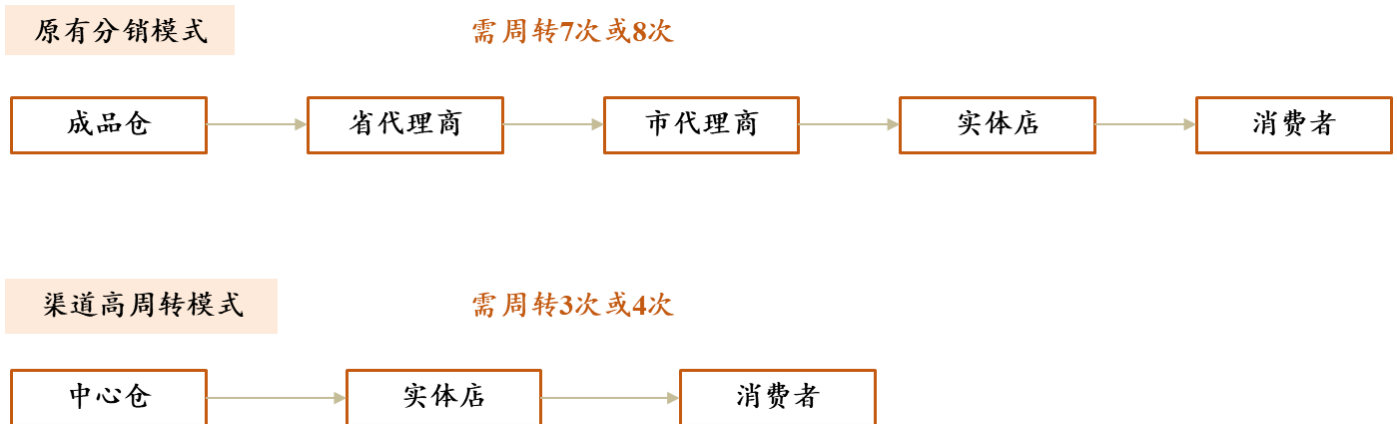 原有分销模式 需周转7次或8次
成品仓 省代理商 市代理商 实体店 消费者
渠道高周转模式 需周转3次或4次
中心仓 实体店 消费者